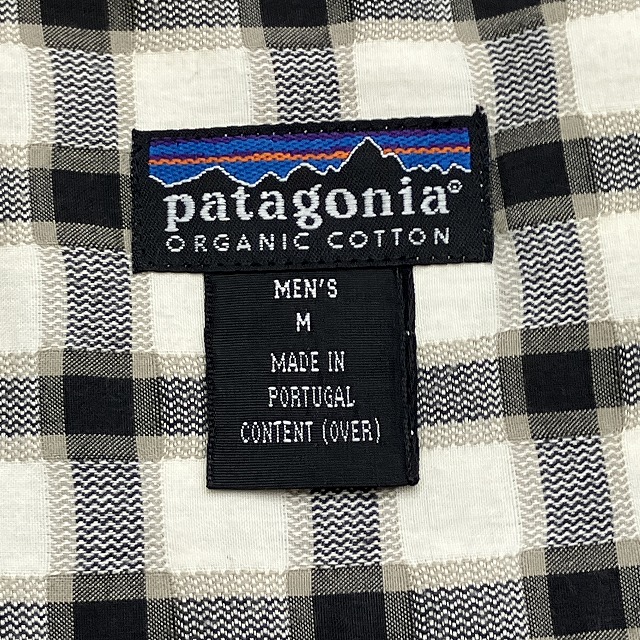 patagonia®
ORGANIC COTTON
MEN'S
M
MADE IN
PORTUGAL
CONTENT (OVER)